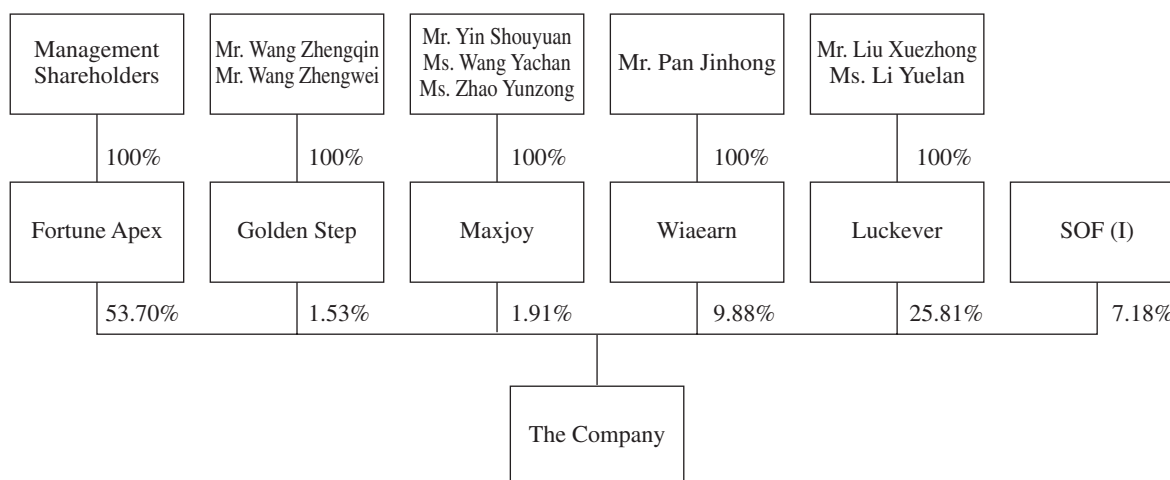 Management
Shareholders
Mr. Wang Zhengqin
Mr. Wang Zhengwei
Mr. Yin Shouyuan
Ms. Wang Yachan
Ms. Zhao Yunzong
Mr. Pan Jinhong
Mr. Liu Xuezhong
Ms. Li Yuelan
100%
100%
100%
100%
100%
Fortune Apex
Golden Step
Maxjoy
Wiaearn
Luckever
SOF (I)
53.70%
1.53%
1.91%
9.88%
25.81%
7.18%
The Company